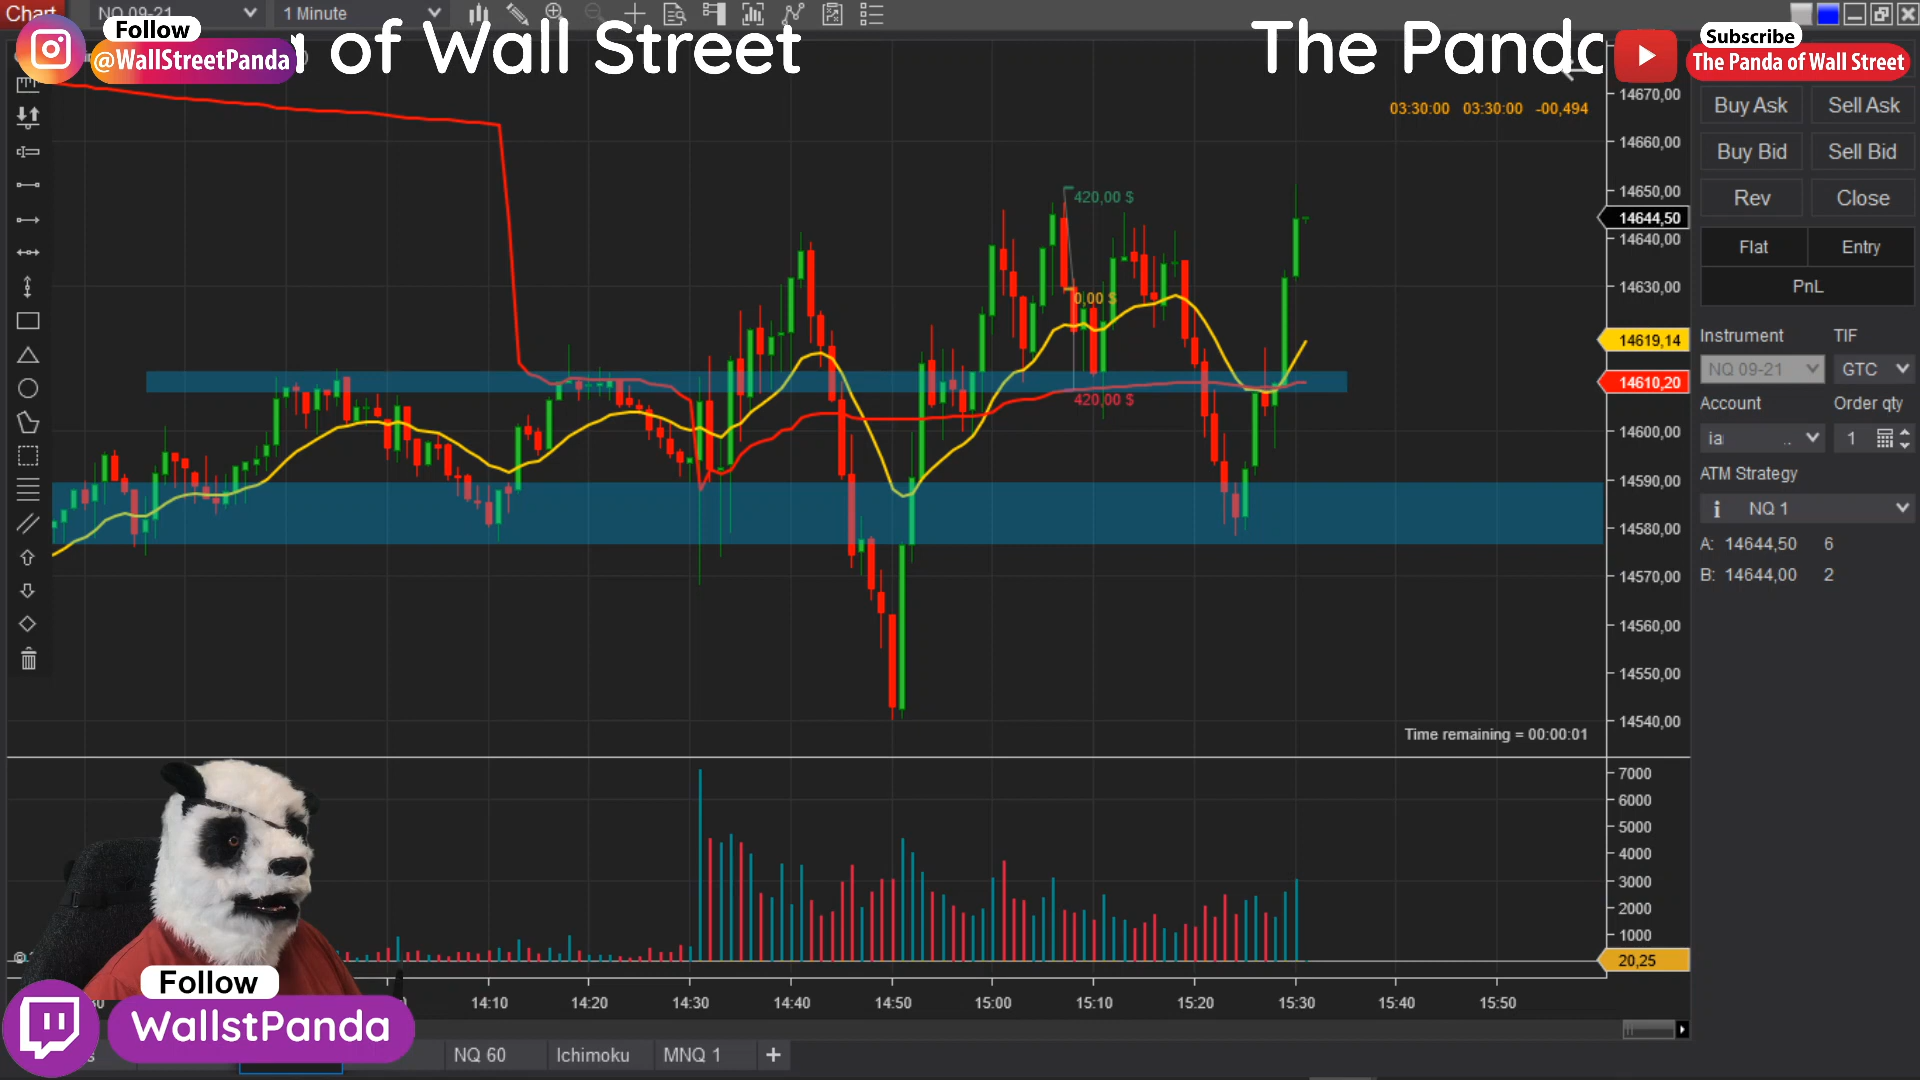 Chart
NQ 09-21
1 Minute
Follow
@WallStreetPanda
of Wall Street
The Panda
Subscribe
The Panda of Wall Street
03:30:00 03:30:00 -00,494
14670,00
14660,00
14650,00
14644,50
14640,00
14630,00
14619,14
14610,20
14600,00
14590,00
14580,00
14570,00
14560,00
14550,00
14540,00
420,00 $
0,00 $
420,00 $
Time remaining = 00:00:01
Buy Ask
Sell Ask
Buy Bid
Sell Bid
Rev
Close
Flat
Entry
PnL
Instrument
TIF
NQ 09-21
GTC
Account
Order qty
ia
1
ATM Strategy
NQ 1
A: 14644,50 6
B: 14644,00 2
7000
6000
5000
4000
3000
2000
1000
20,25
14:10
14:20
14:30
14:40
14:50
15:00
15:10
15:20
15:30
15:40
15:50
Follow
WallstPanda
NQ 60
Ichimoku
MNQ 1